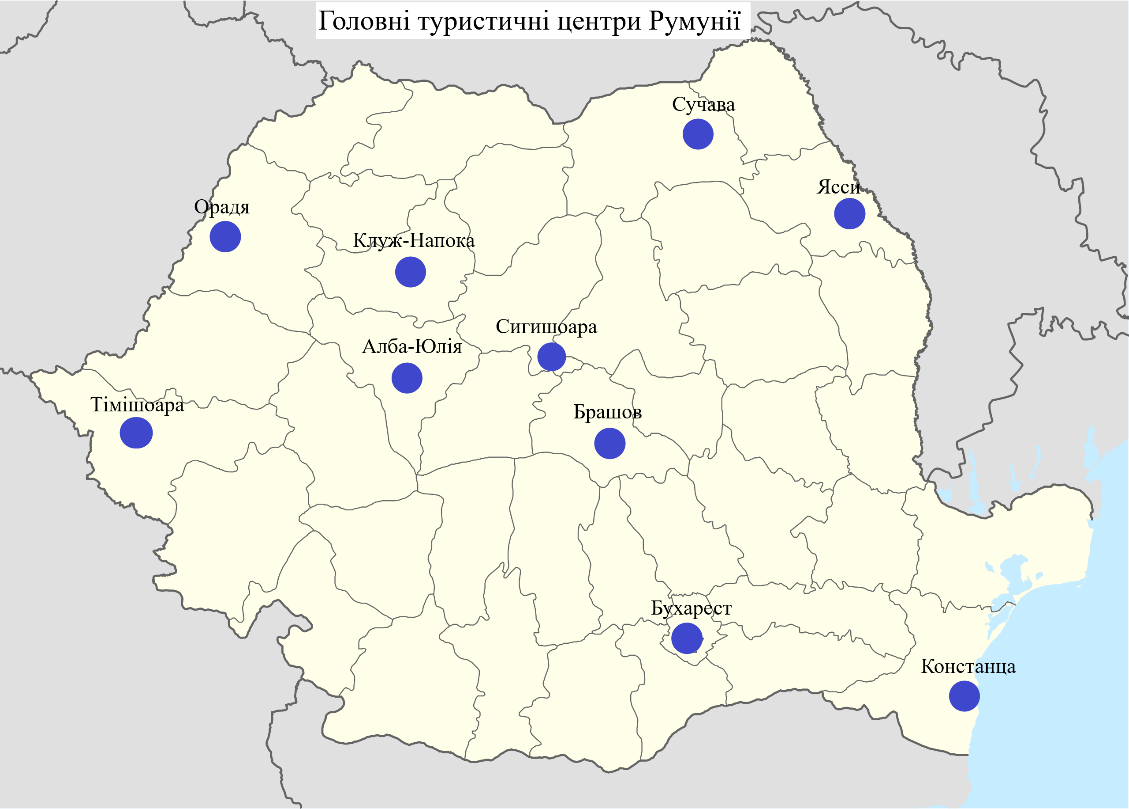 Головні туристичні центри Румунії
Сучава
Ясси
Орадя
Клуж-Напока
Сигишоара
Алба-Юлія
Тімішоара
Брашов
Бухарест
Констанца